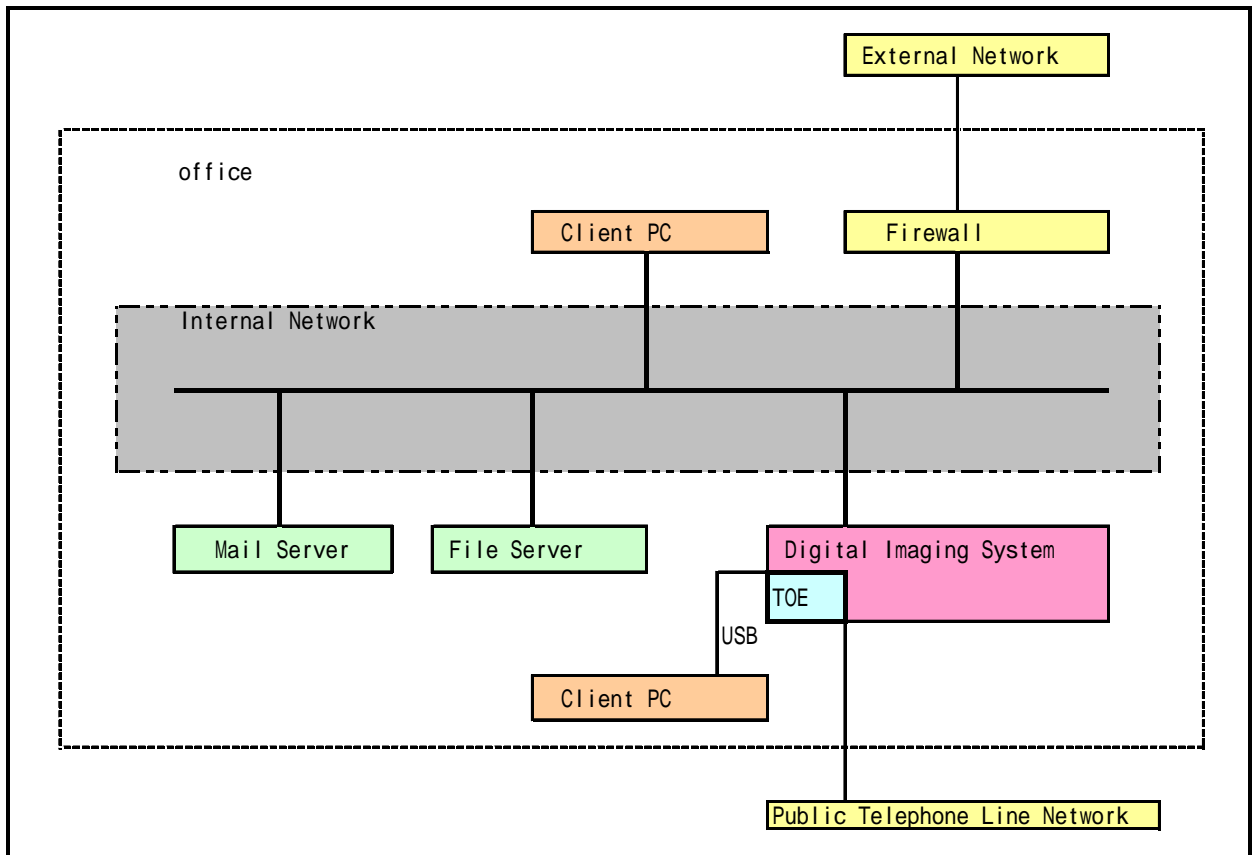 External Network
office
Client PC
Firewall
Internal Network
Mail Server
File Server
Digital Imaging System
TOE
USB
Client PC
Public Telephone Line Network